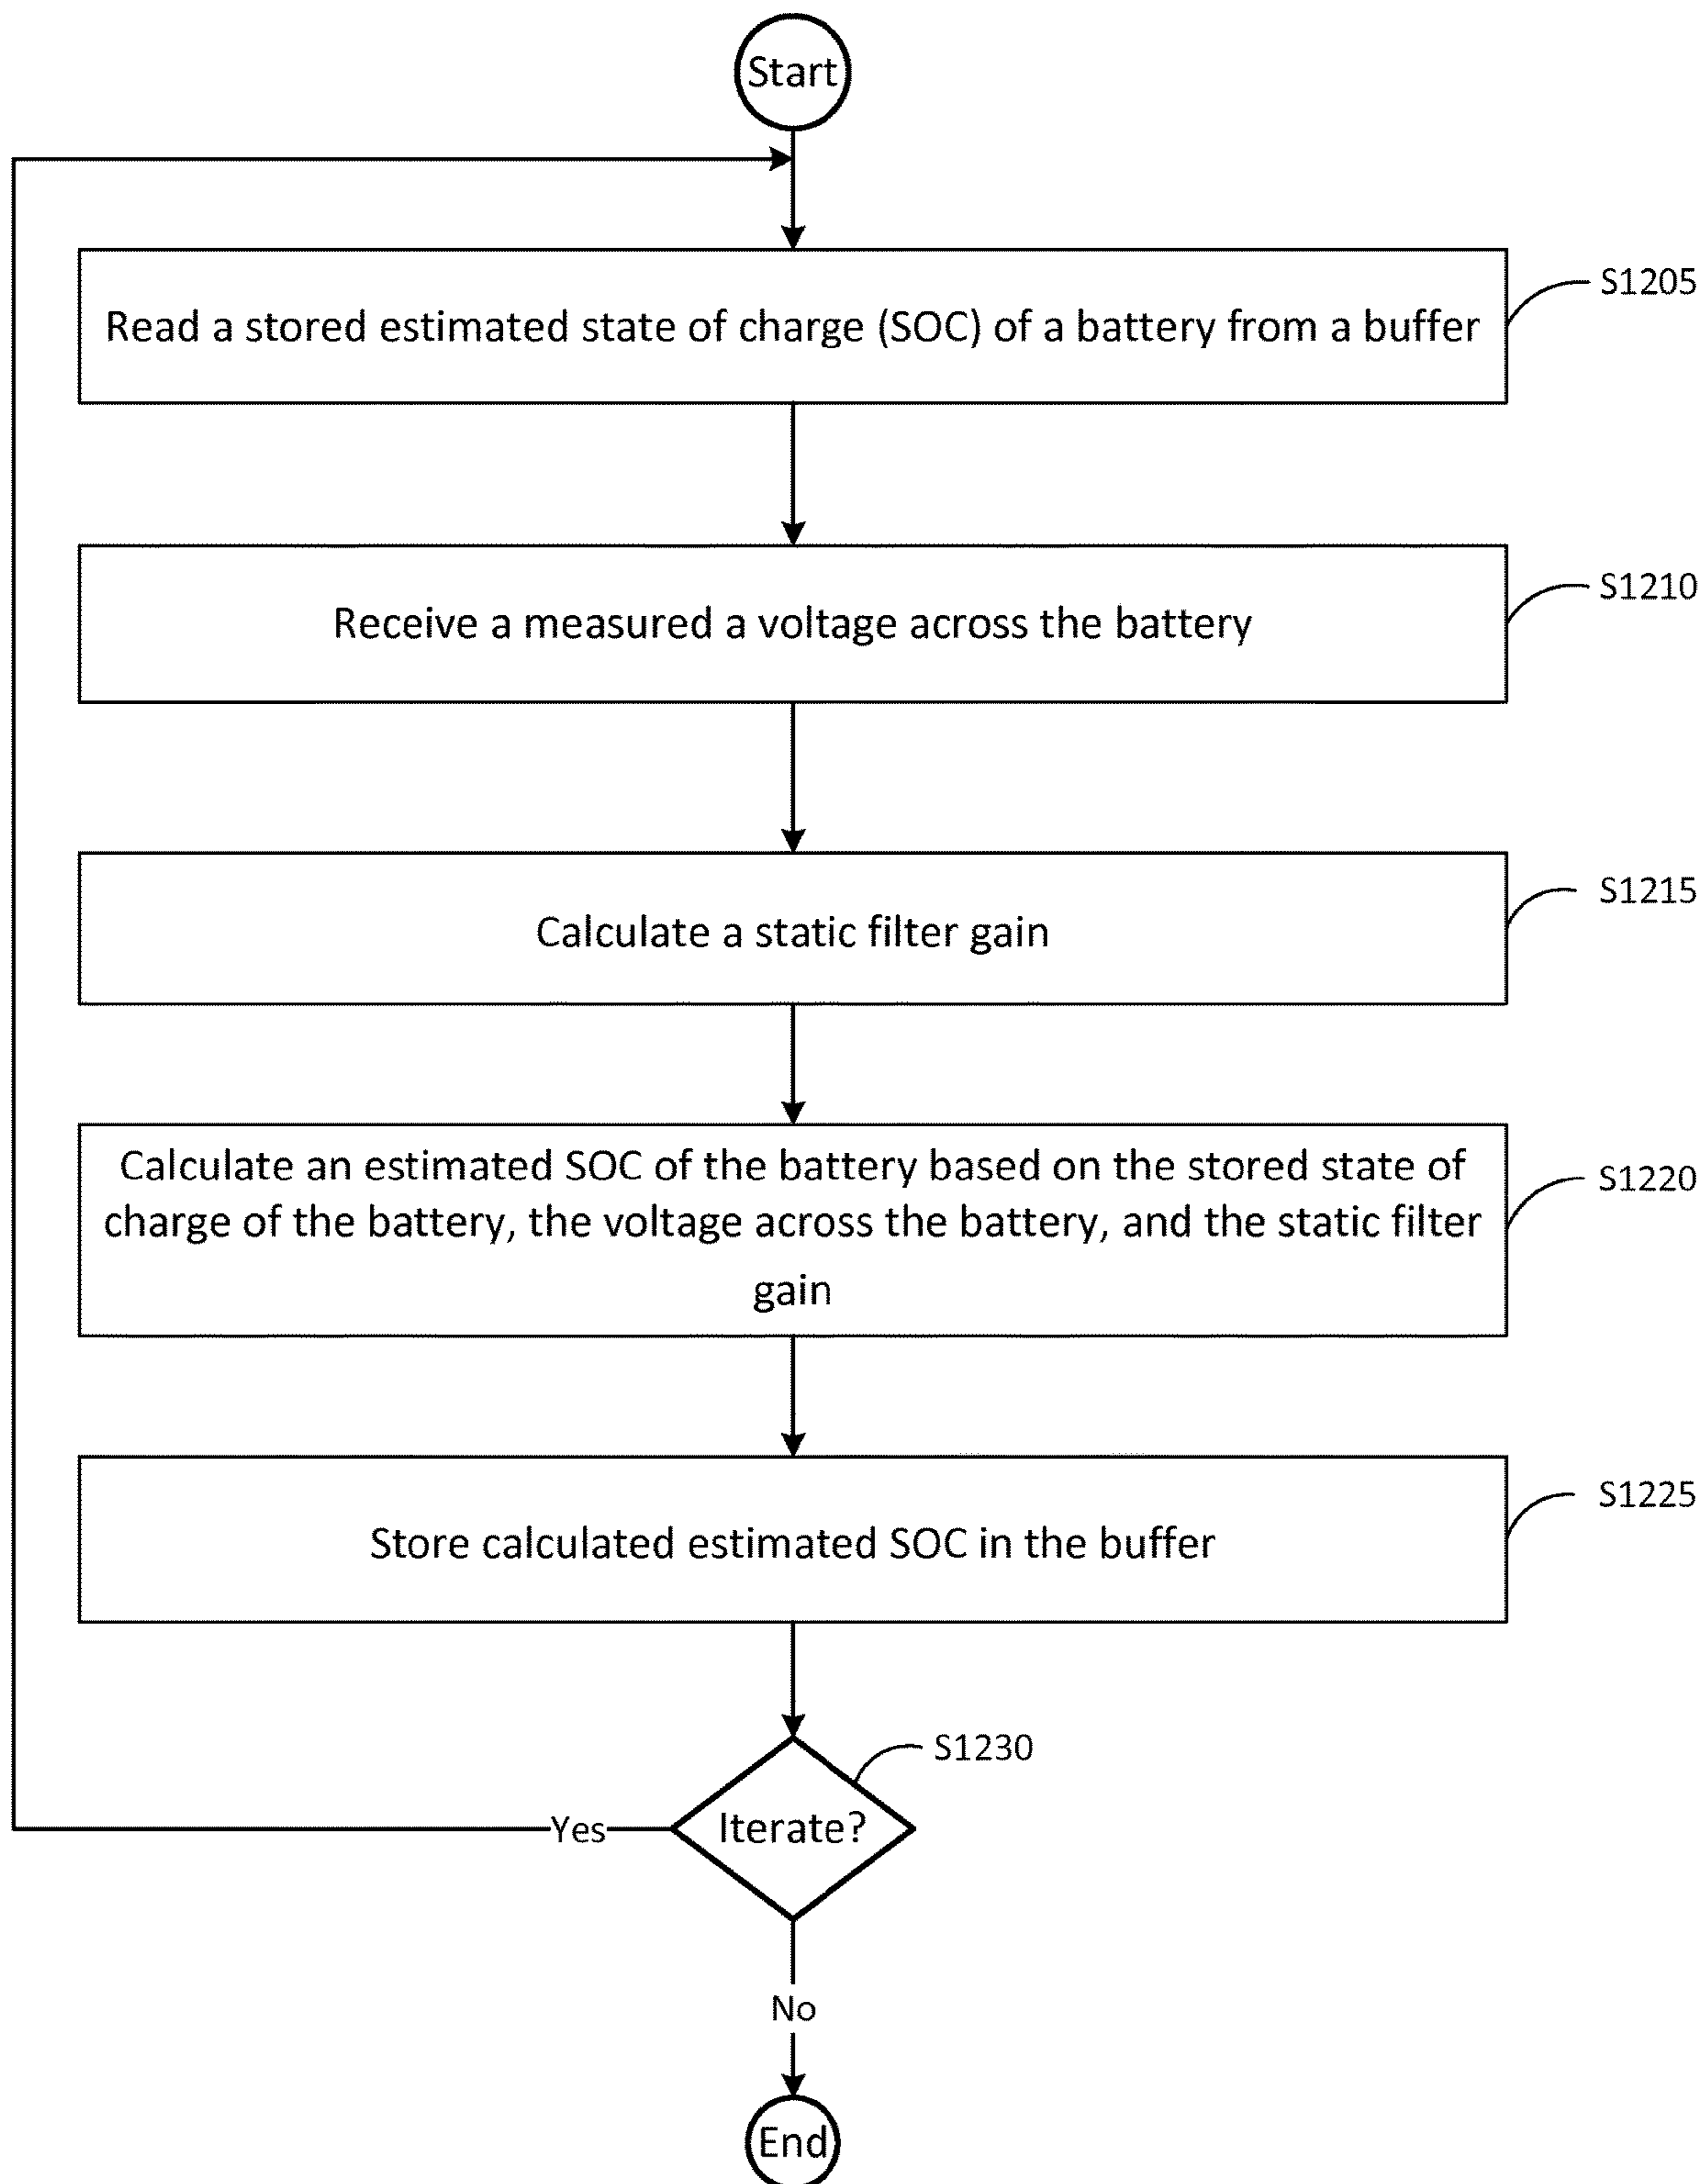 Start
Read a stored estimated state of charge (SOC) of a battery from a buffer
S1205
Receive a measured a voltage across the battery
S1210
Calculate a static filter gain
S1215
Calculate an estimated SOC of the battery based on the stored state of
charge of the battery, the voltage across the battery, and the static filter
gain
S1220
Store calculated estimated SOC in the buffer
S1225
S1230
Iterate?
Yes
No
End